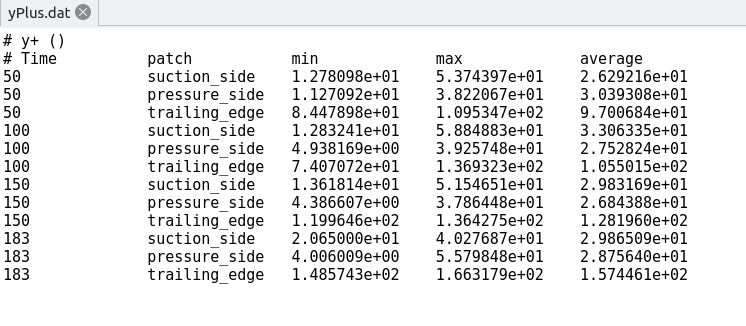 yPlus.dat
# y+ ()
# Time patch min max average
50 suction_side 1.278098e+01 5.374397e+01 2.629216e+01
50 pressure_side 1.127092e+01 3.822067e+01 3.039308e+01
50 trailing_edge 8.447898e+01 1.095347e+02 9.700684e+01
100 suction_side 1.283241e+01 5.884883e+01 3.306335e+01
100 pressure_side 4.938169e+00 3.925748e+01 2.752824e+01
100 trailing_edge 7.407072e+01 1.369323e+02 1.055015e+02
150 suction_side 1.361814e+01 5.154651e+01 2.983169e+01
150 pressure_side 4.386607e+00 3.786448e+01 2.684388e+01
150 trailing_edge 1.199646e+02 1.364275e+02 1.281960e+02
183 suction_side 2.065000e+01 4.027687e+01 2.986509e+01
183 pressure_side 4.006009e+00 5.579848e+01 2.875640e+01
183 trailing_edge 1.485743e+02 1.663179e+02 1.574461e+02